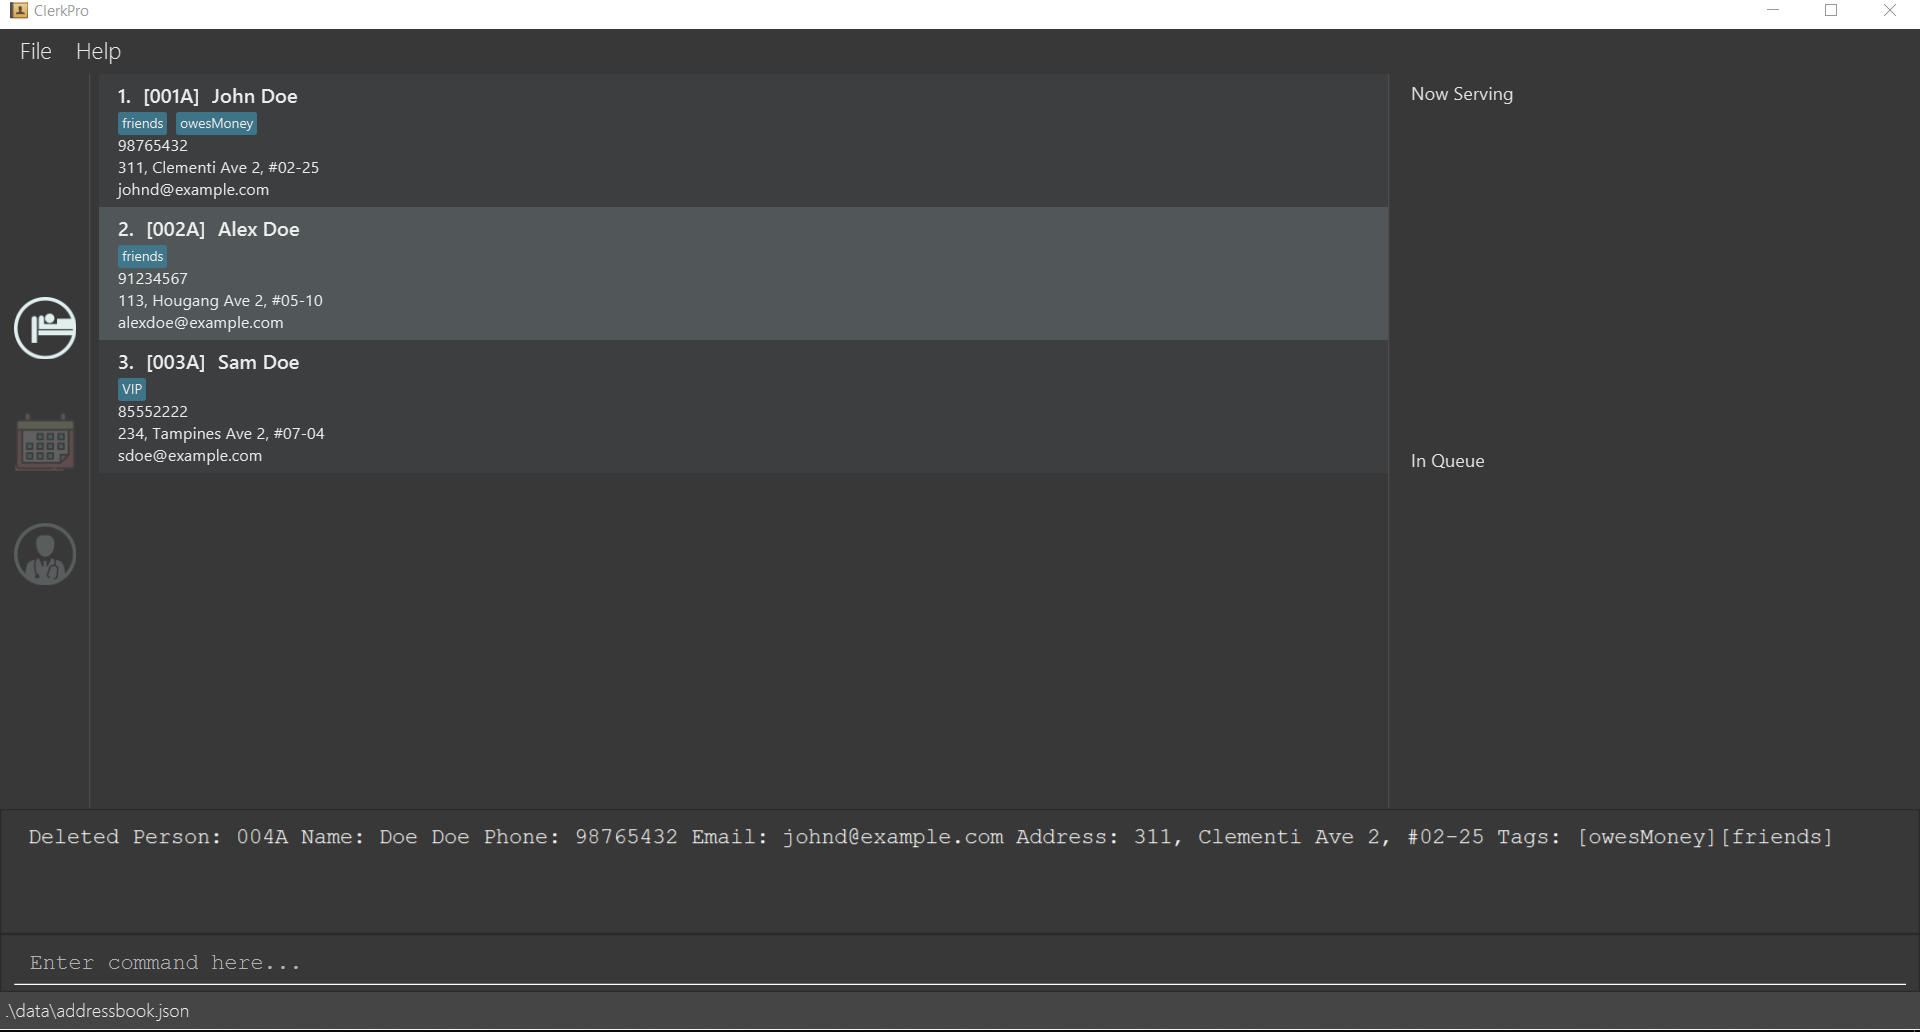 ClerkPro
File Help
1. [001A] John Doe
friends owesMoney
98765432
311, Clementi Ave 2, #02-25
johnd@example.com
2. [002A] Alex Doe
friends
91234567
113, Hougang Ave 2, #05-10
alexdoe@example.com
3. [003A] Sam Doe
VIP
85552222
234, Tampines Ave 2, #07-04
sdoe@example.com
Now Serving
In Queue
Deleted Person: 004A Name: Doe Doe Phone: 98765432 Email: johnd@example.com Address: 311, Clementi Ave 2, #02-25 Tags: [owesMoney][friends]
Enter command here...
.\data\addressbook.json